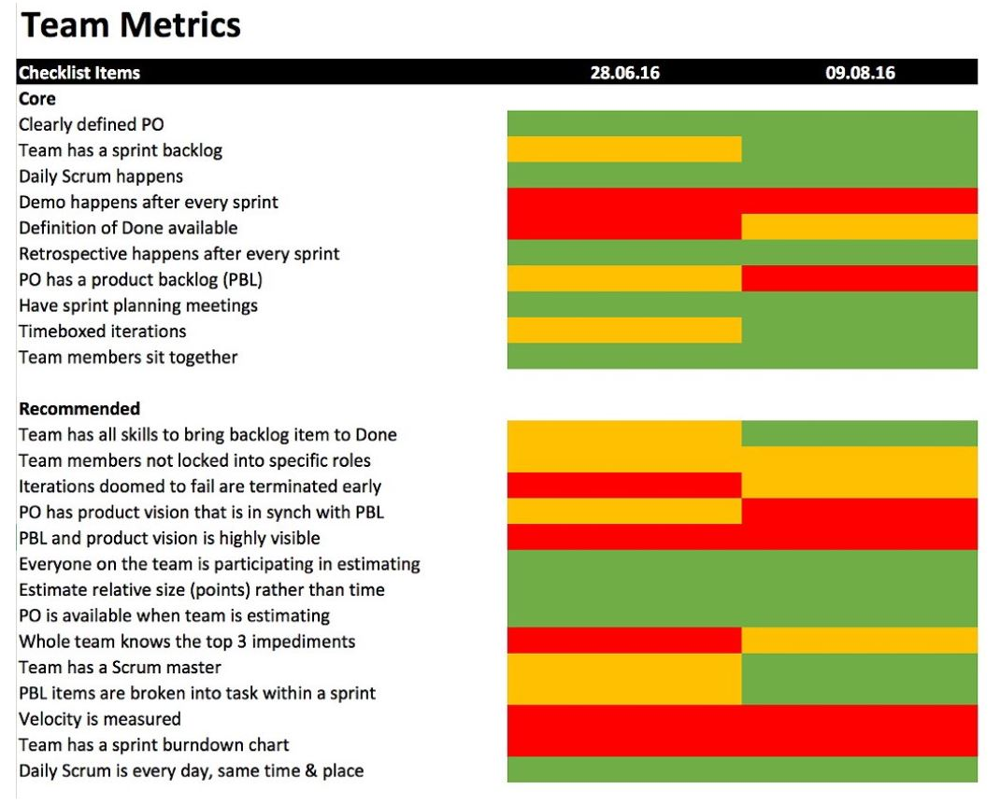 Team Metrics
Checklist Items 28.06.16 09.08.16
Core
Clearly defined PO
Team has a sprint backlog
Daily Scrum happens
Demo happens after every sprint
Definition of Done available
Retrospective happens after every sprint
PO has a product backlog (PBL)
Have sprint planning meetings
Timeboxed iterations
Team members sit together
Recommended
Team has all skills to bring backlog item to Done
Team members not locked into specific roles
Iterations doomed to fail are terminated early
PO has product vision that is in synch with PBL
PBL and product vision is highly visible
Everyone on the team is participating in estimating
Estimate relative size (points) rather than time
PO is available when team is estimating
Whole team knows the top 3 impediments
Team has a Scrum master
PBL items are broken into task within a sprint
Velocity is measured
Team has a sprint burndown chart
Daily Scrum is every day, same time & place